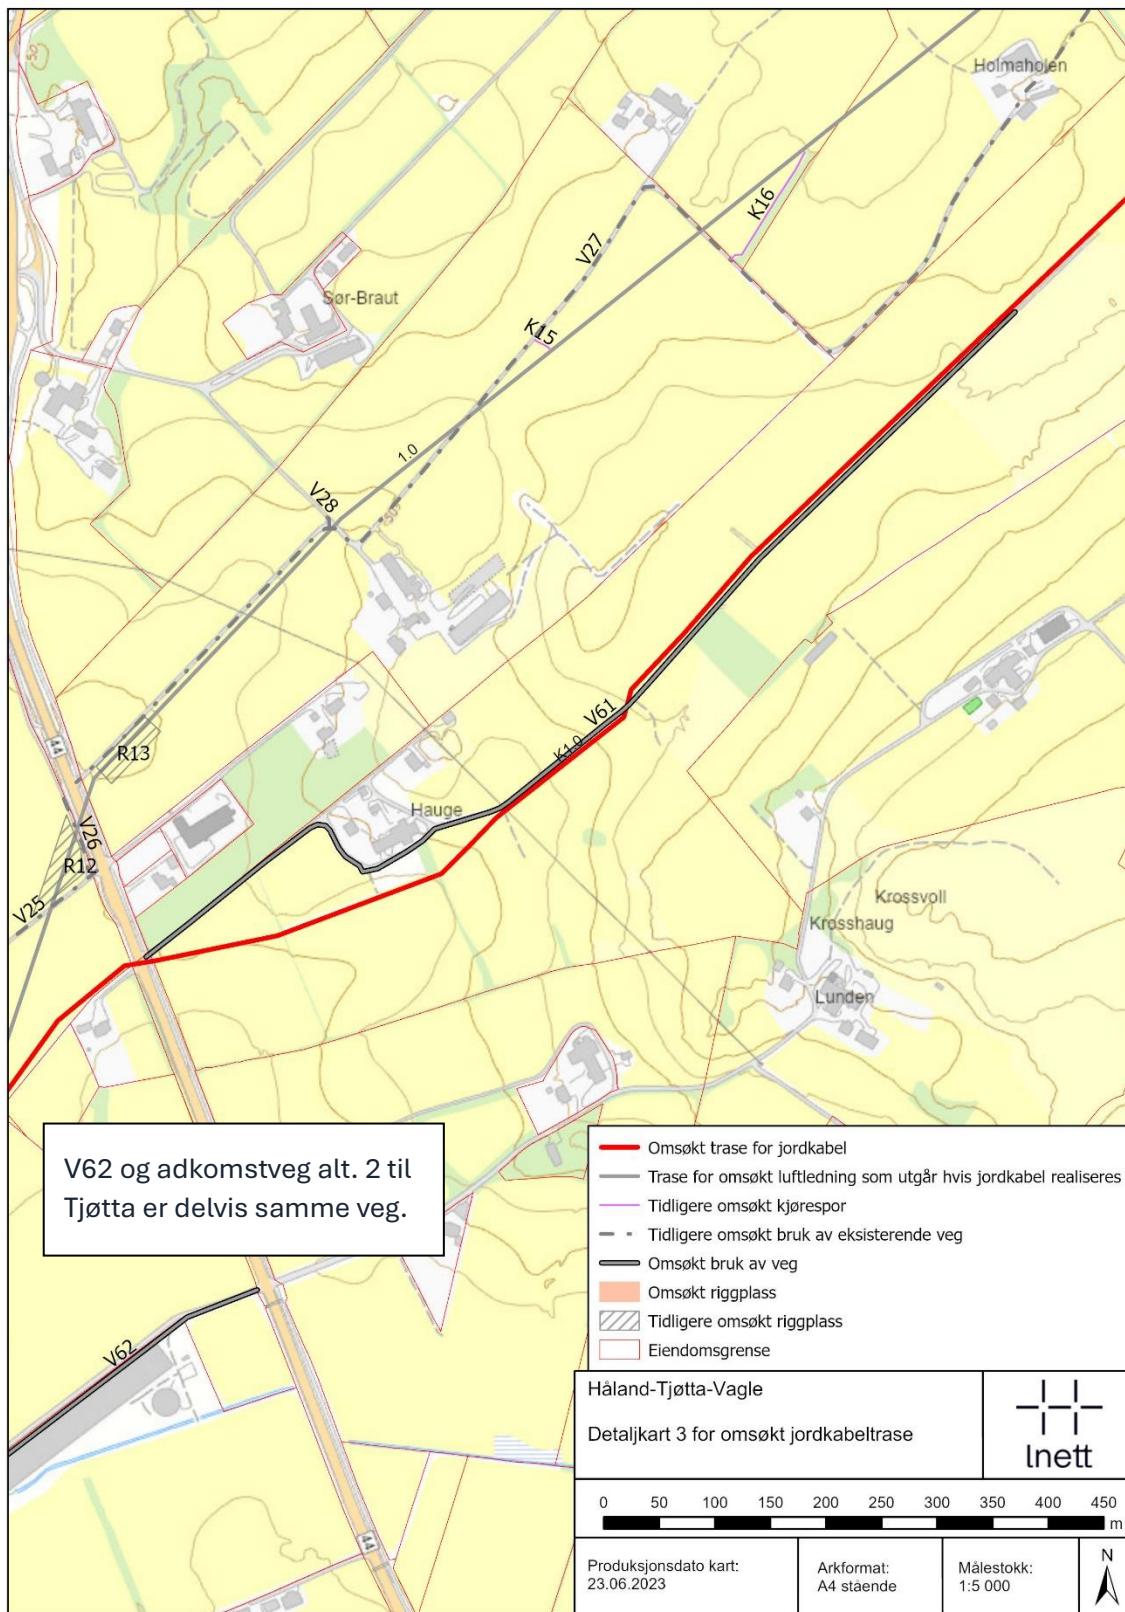 50
Holmaholen
K16
V27
Sør-Braut
K15
1.0
V28
50
V61
K1.0
44
R13
Hauge
V26
R12
V25
Krossvoll
Krosshaug
Lunden
V62 og adkomstveg alt. 2 til
Tjøtta er delvis samme veg.
V62
44
Omsøkt trase for jordkabel
Trase for omsøkt luftledning som utgår hvis jordkabel realiseres
Tidligere omsøkt kjørespor
Tidligere omsøkt bruk av eksisterende veg
Omsøkt bruk av veg
Omsøkt riggplass
Tidligere omsøkt riggplass
Eiendomsgrense
Håland-Tjøtta-Vagle
Detaljkart 3 for omsøkt jordkabeltrase
lnett
0 50 100 150 200 250 300 350 400 450
m
Produksjonsdato kart:
23.06.2023
Arkformat:
A4 stående
Målestokk:
1:5 000
N